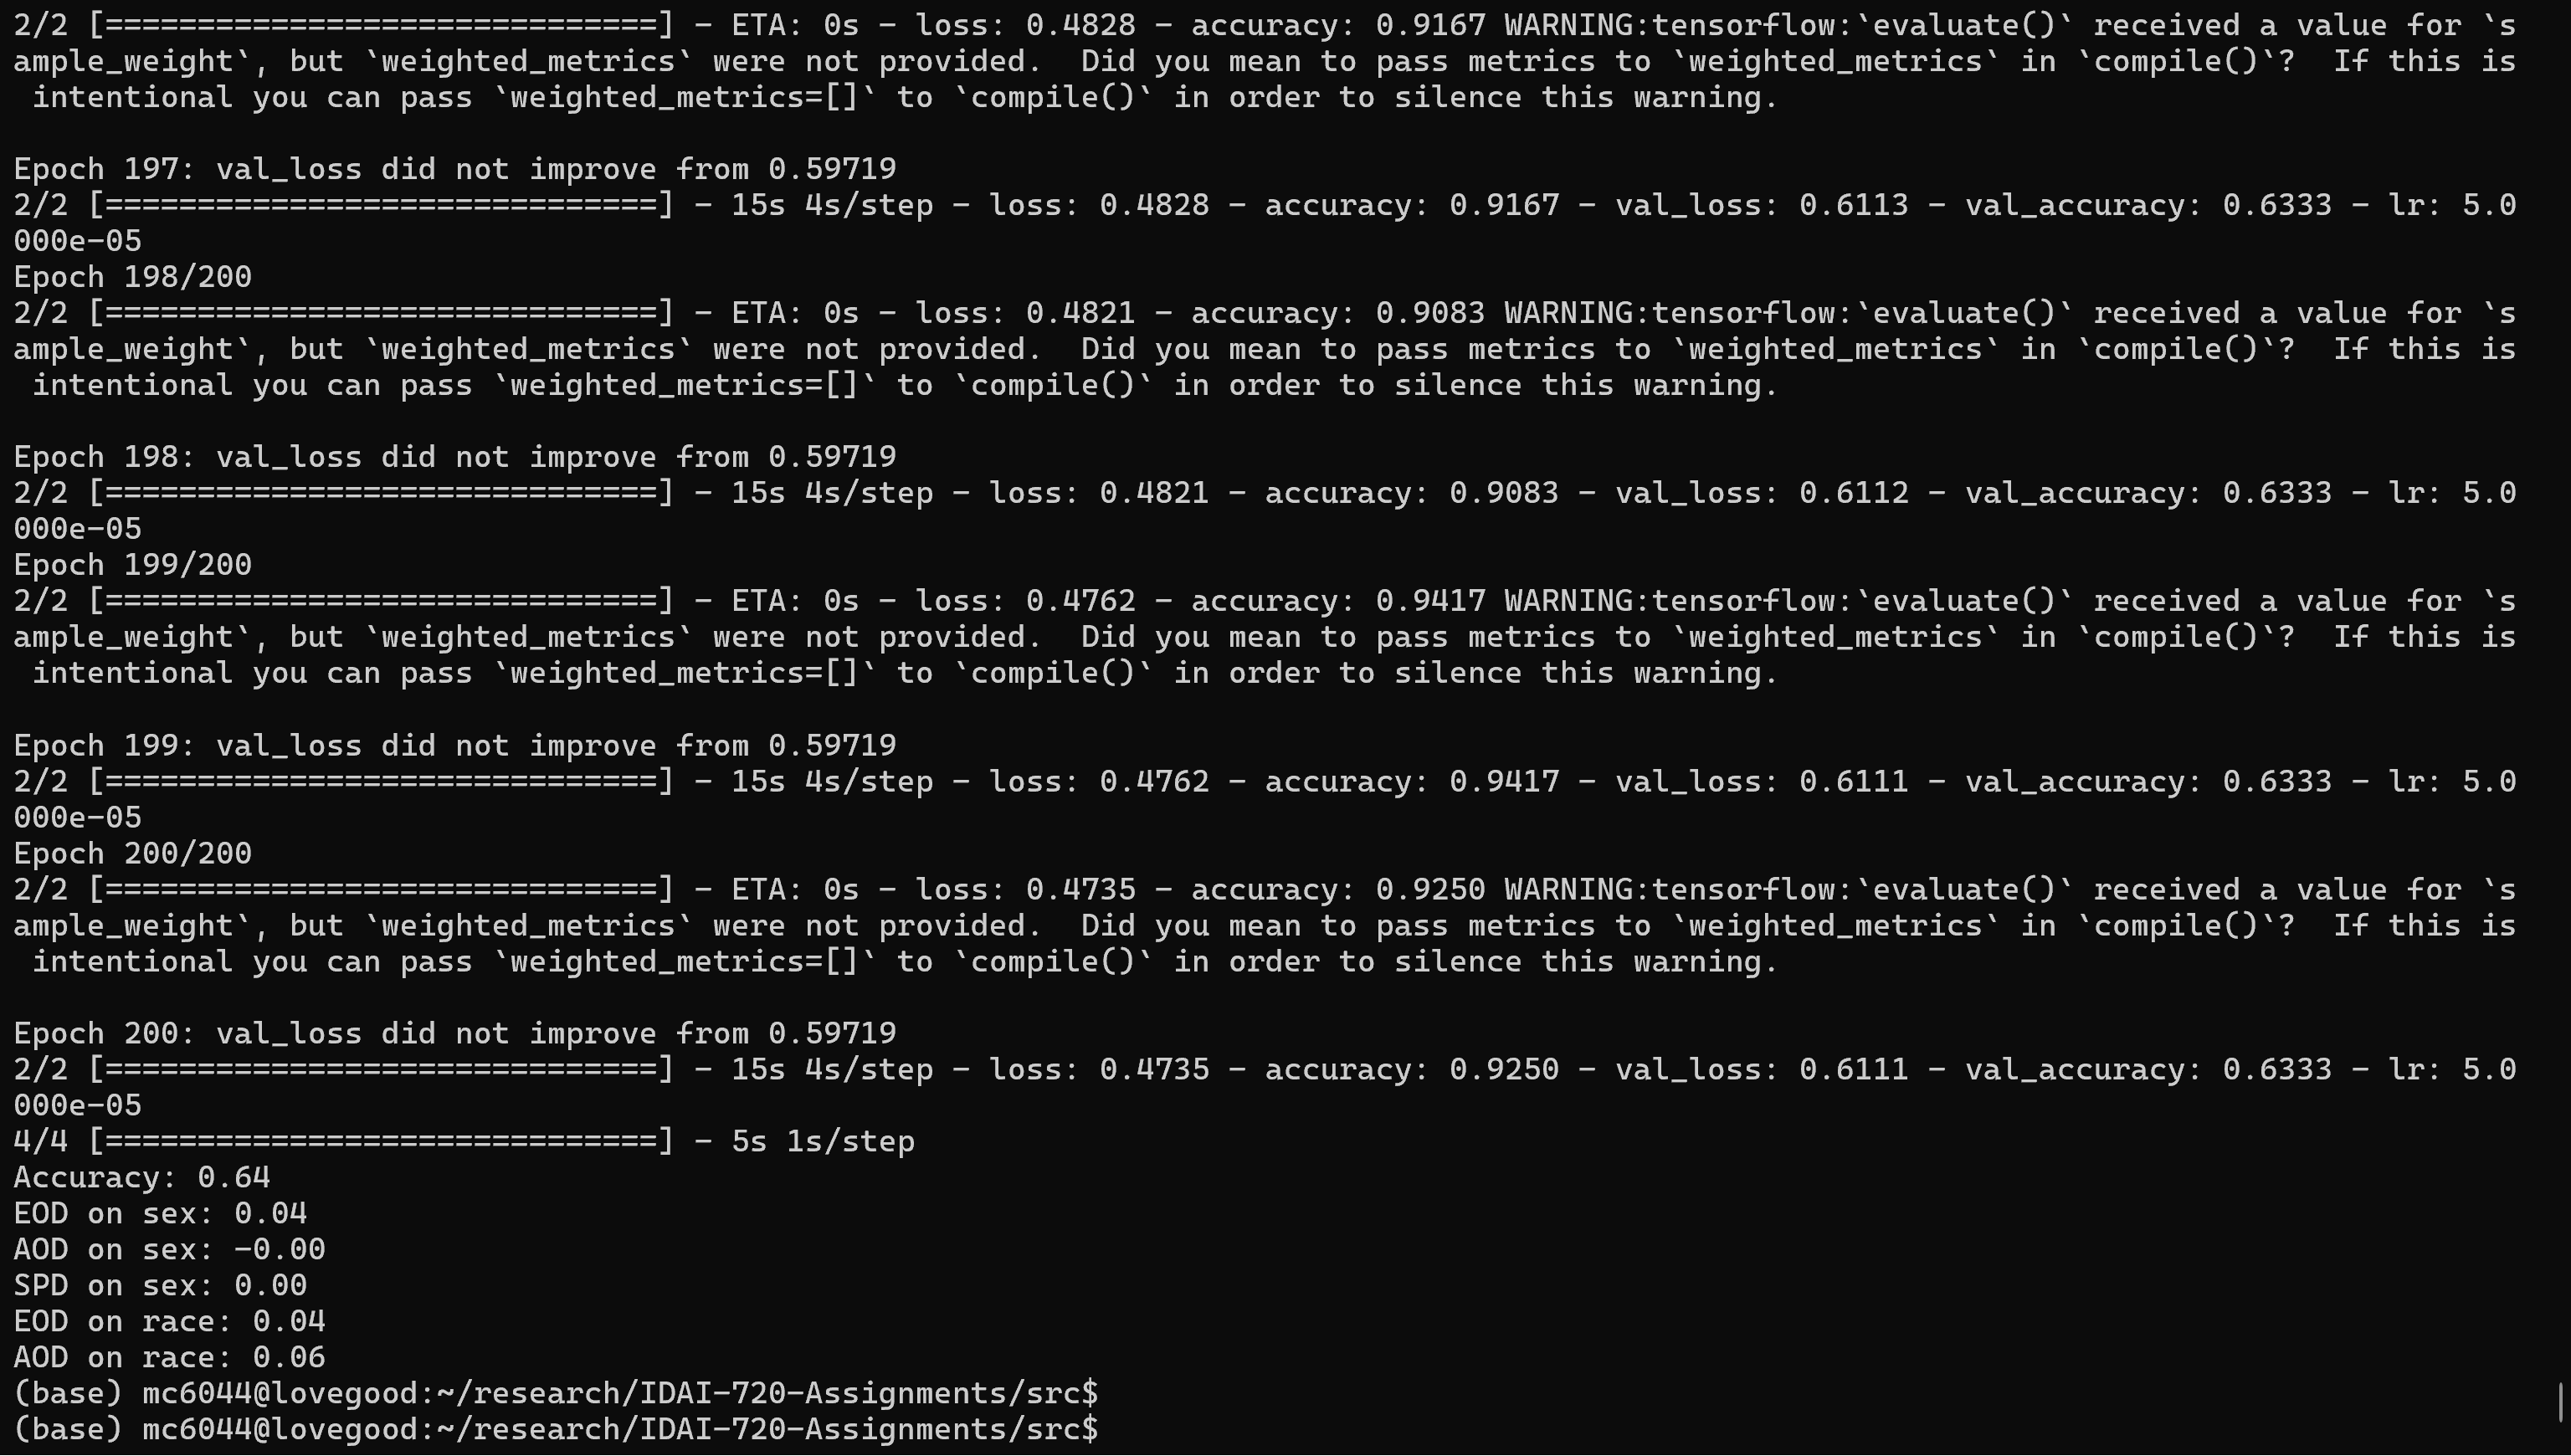 2/2 [==============================] - ETA: 0s - loss: 0.4828 - accuracy: 0.9167 WARNING:tensorflow:`evaluate()` received a value for `s
ample_weight`, but `weighted_metrics` were not provided.  Did you mean to pass metrics to `weighted_metrics` in `compile()`?  If this is
 intentional you can pass `weighted_metrics=[]` to `compile()` in order to silence this warning.

Epoch 197: val_loss did not improve from 0.59719
2/2 [==============================] - 15s 4s/step - loss: 0.4828 - accuracy: 0.9167 - val_loss: 0.6113 - val_accuracy: 0.6333 - lr: 5.0
000e-05
Epoch 198/200
2/2 [==============================] - ETA: 0s - loss: 0.4821 - accuracy: 0.9083 WARNING:tensorflow:`evaluate()` received a value for `s
ample_weight`, but `weighted_metrics` were not provided.  Did you mean to pass metrics to `weighted_metrics` in `compile()`?  If this is
 intentional you can pass `weighted_metrics=[]` to `compile()` in order to silence this warning.

Epoch 198: val_loss did not improve from 0.59719
2/2 [==============================] - 15s 4s/step - loss: 0.4821 - accuracy: 0.9083 - val_loss: 0.6112 - val_accuracy: 0.6333 - lr: 5.0
000e-05
Epoch 199/200
2/2 [==============================] - ETA: 0s - loss: 0.4762 - accuracy: 0.9417 WARNING:tensorflow:`evaluate()` received a value for `s
ample_weight`, but `weighted_metrics` were not provided.  Did you mean to pass metrics to `weighted_metrics` in `compile()`?  If this is
 intentional you can pass `weighted_metrics=[]` to `compile()` in order to silence this warning.

Epoch 199: val_loss did not improve from 0.59719
2/2 [==============================] - 15s 4s/step - loss: 0.4762 - accuracy: 0.9417 - val_loss: 0.6111 - val_accuracy: 0.6333 - lr: 5.0
000e-05
Epoch 200/200
2/2 [==============================] - ETA: 0s - loss: 0.4735 - accuracy: 0.9250 WARNING:tensorflow:`evaluate()` received a value for `s
ample_weight`, but `weighted_metrics` were not provided.  Did you mean to pass metrics to `weighted_metrics` in `compile()`?  If this is
 intentional you can pass `weighted_metrics=[]` to `compile()` in order to silence this warning.

Epoch 200: val_loss did not improve from 0.59719
2/2 [==============================] - 15s 4s/step - loss: 0.4735 - accuracy: 0.9250 - val_loss: 0.6111 - val_accuracy: 0.6333 - lr: 5.0
000e-05
4/4 [==============================] - 5s 1s/step
Accuracy: 0.64
EOD on sex: 0.04
AOD on sex: -0.00
SPD on sex: 0.00
EOD on race: 0.04
AOD on race: 0.06
(base) mc6044@lovegood:~/research/IDAI-720-Assignments/src$
(base) mc6044@lovegood:~/research/IDAI-720-Assignments/src$